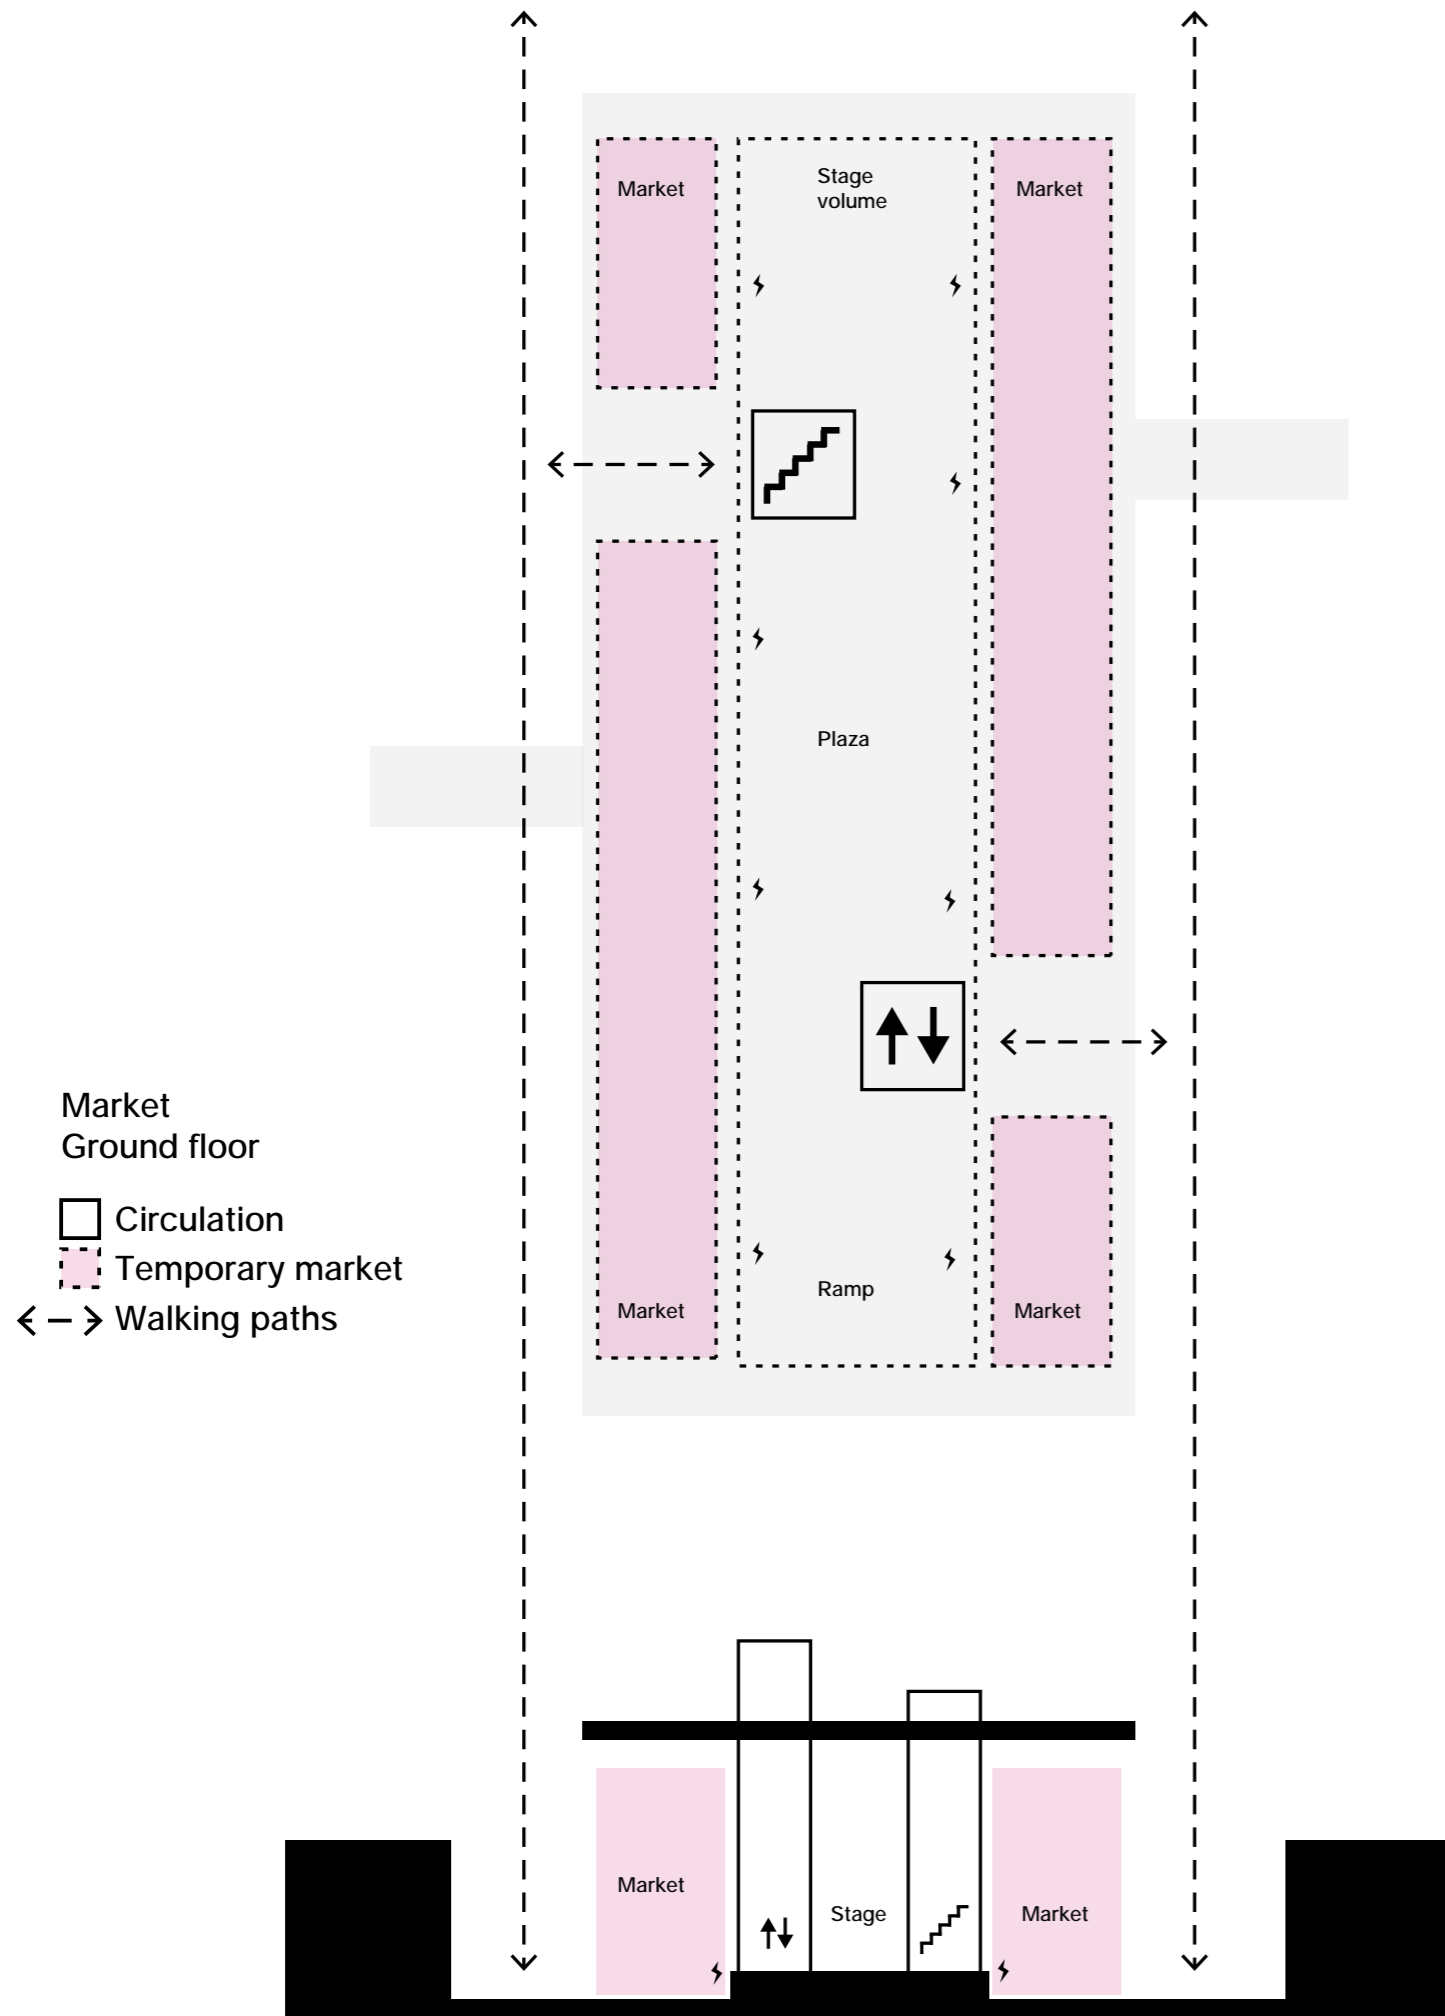 Market
Stage
volume
Market
Plaza
Market
Ground floor
Circulation
Temporary market
Walking paths
Market
Ramp
Market
Market
Stage
Market